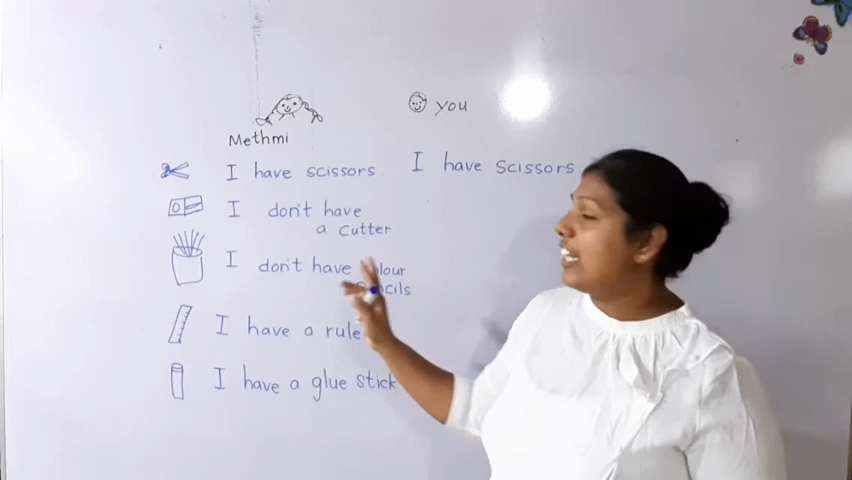 you
Methmi
I have scissors
I have scissors
I don't have
a cutter
I don't have colour
pencils
I have a ruler
I have a glue stick